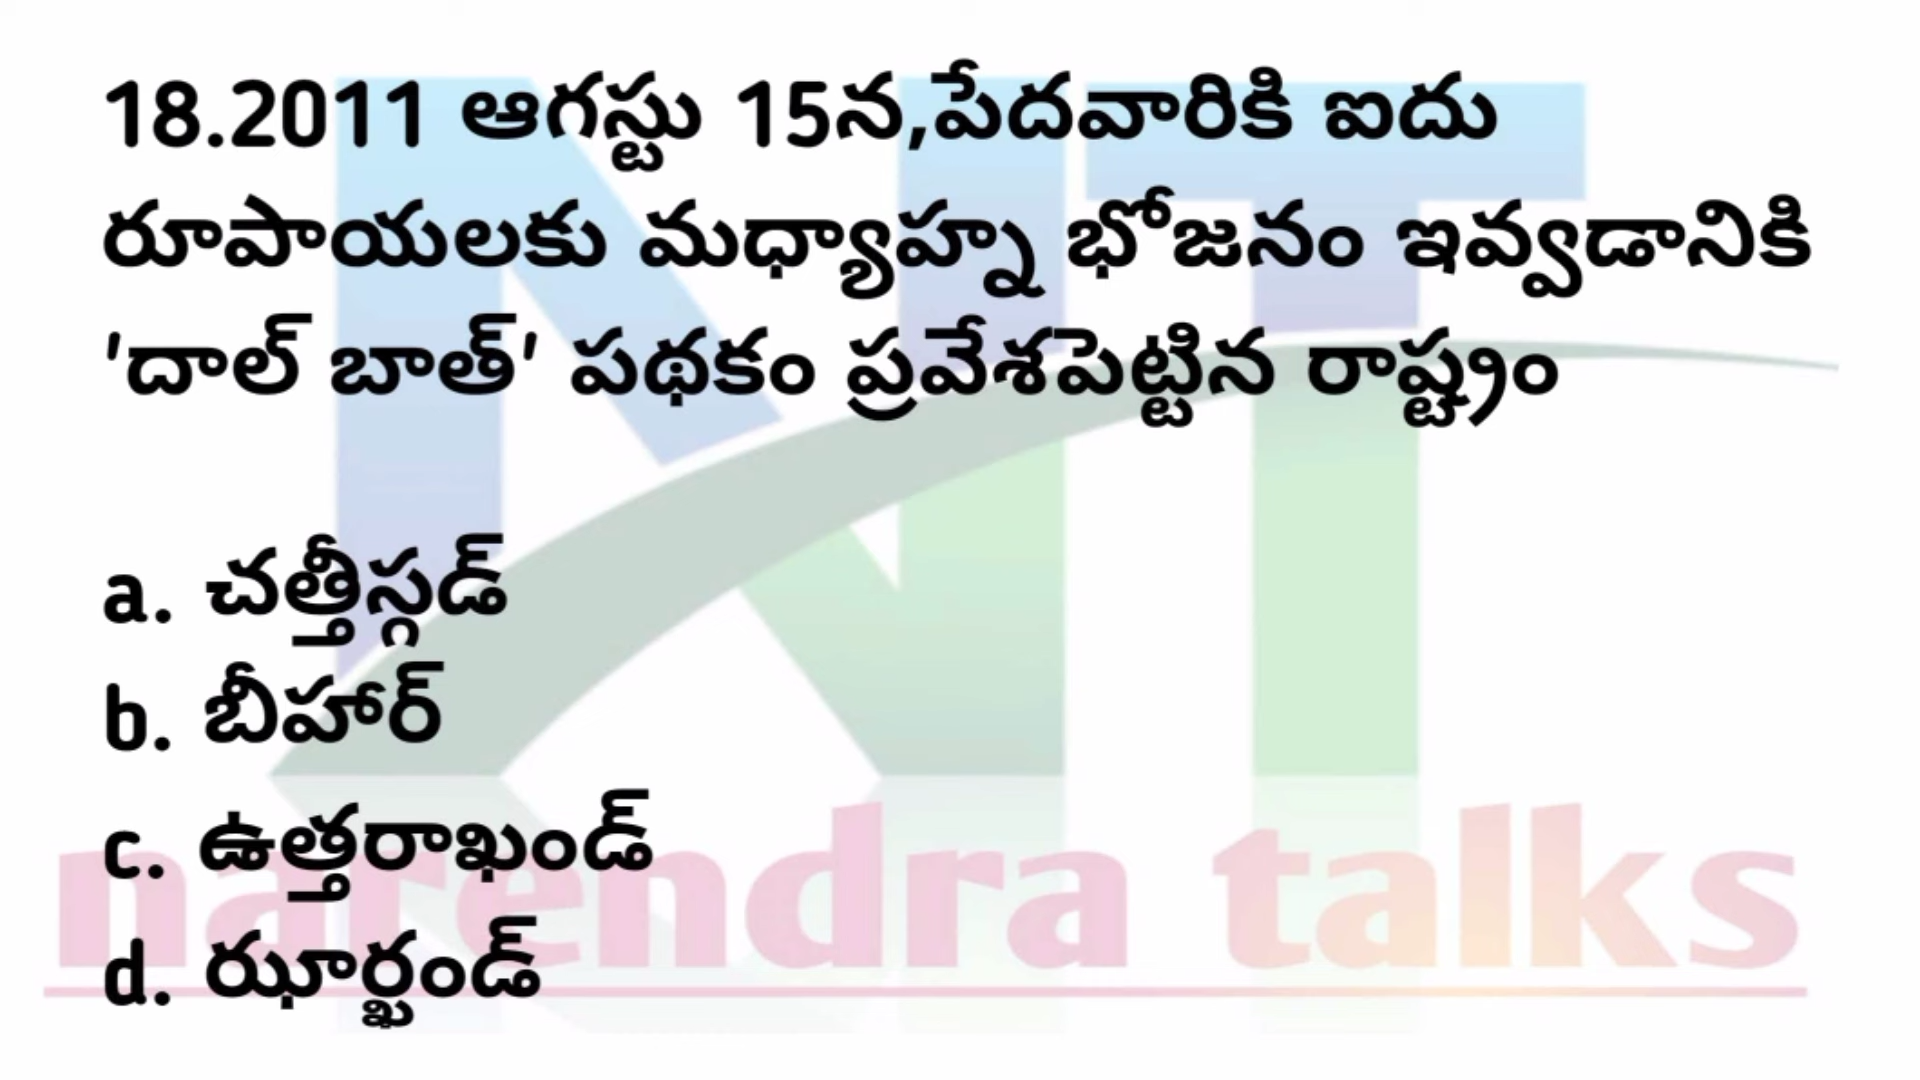 18.2011 ఆగస్టు 15న,పేదవారికి ఐదు
రూపాయలకు మధ్యాహ్న భోజనం ఇవ్వడానికి
'దాల్ బాత్' పథకం ప్రవేశపెట్టిన రాష్ట్రం
a. చత్తీస్గడ్
b. బీహార్
c. ఉత్తరాఖండ్
d. ఝార్ఖండ్
NT
narendra talks